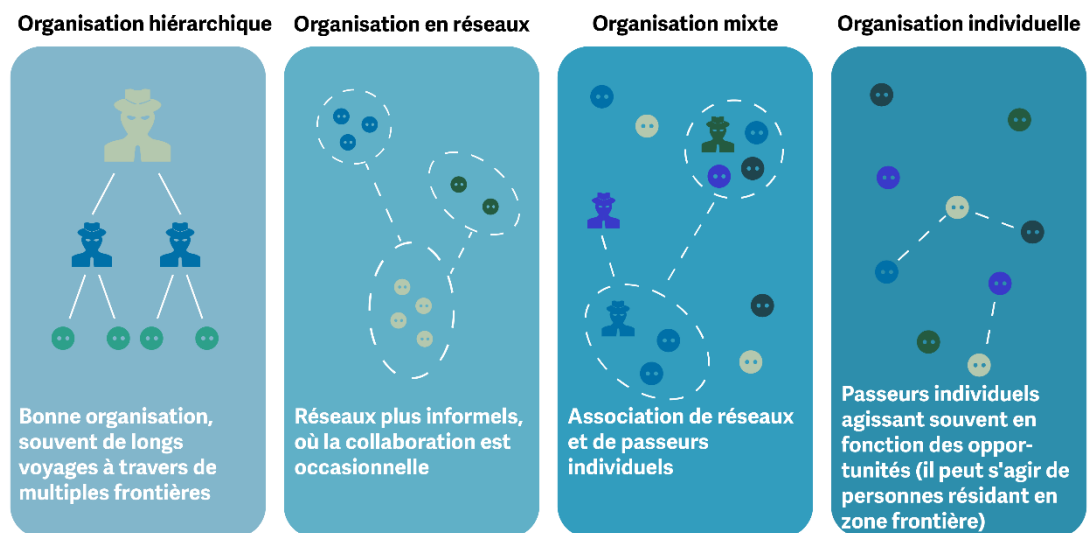 Organisation hiérarchique
Organisation en réseaux
Organisation mixte
Organisation individuelle
Bonne organisation,
souvent de longs
voyages à travers de
multiples frontières
Réseaux plus informels,
où la collaboration est
occasionnelle
Association de réseaux
et de passeurs
individuels
Passeurs individuels
agissant souvent en
fonction des oppor-
tunités (il peut s'agir de
personnes résidant en
zone frontière)